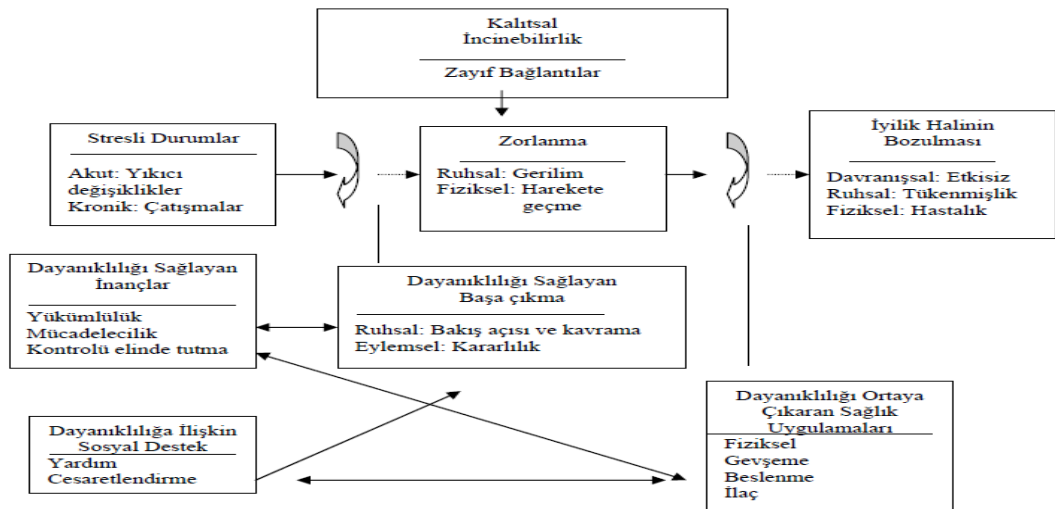 Kalıtsal
İncinebilirlik
Zayıf Bağlantılar
Stresli Durumlar
Akut: Yıkıcı
değişiklikler
Kronik: Çatışmalar
Zorlanma
Ruhsal: Gerilim
Fiziksel: Harekete
geçme
İyilik Halinin
Bozulması
Davranışsal: Etkisiz
Ruhsal: Tükenmişlik
Fiziksel: Hastalık
Dayanıklılığı Sağlayan
İnançlar
Yükümlülük
Mücadelecilik
Kontrolü elinde tutma
Dayanıklılığı Sağlayan
Başa çıkma
Ruhsal: Bakış açısı ve kavrama
Eylemsel: Kararlılık
Dayanıklılığa İlişkin
Sosyal Destek
Yardım
Cesaretlendirme
Dayanıklılığı Ortaya
Çıkaran Sağlık
Uygulamaları
Fiziksel
Gevşeme
Beslenme
İlaç